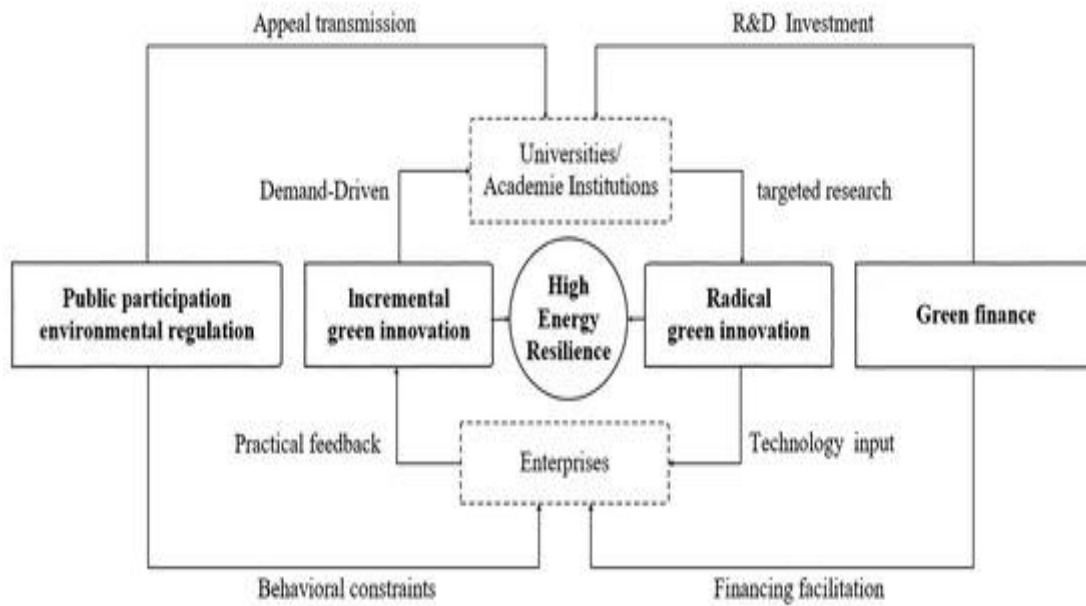 Appeal transmission
R&D Investment
Universities/
Academie Institutions
Demand-Driven
targeted research
Public participation
environmental regulation
Incremental
green innovation
High
Energy
Resilience
Radical
green innovation
Green finance
Practical feedback
Enterprises
Technology input
Behavioral constraints
Financing facilitation